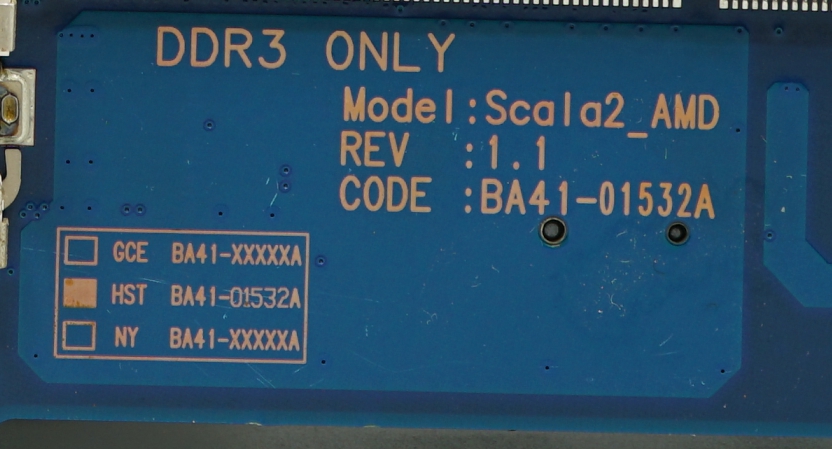 DDR3 ONLY
Model:Scala2_AMD
REV :1.1
CODE :BA41-01532A
GCE BA41-XXXXXA
HST BA41-01532A
NY BA41-XXXXXA